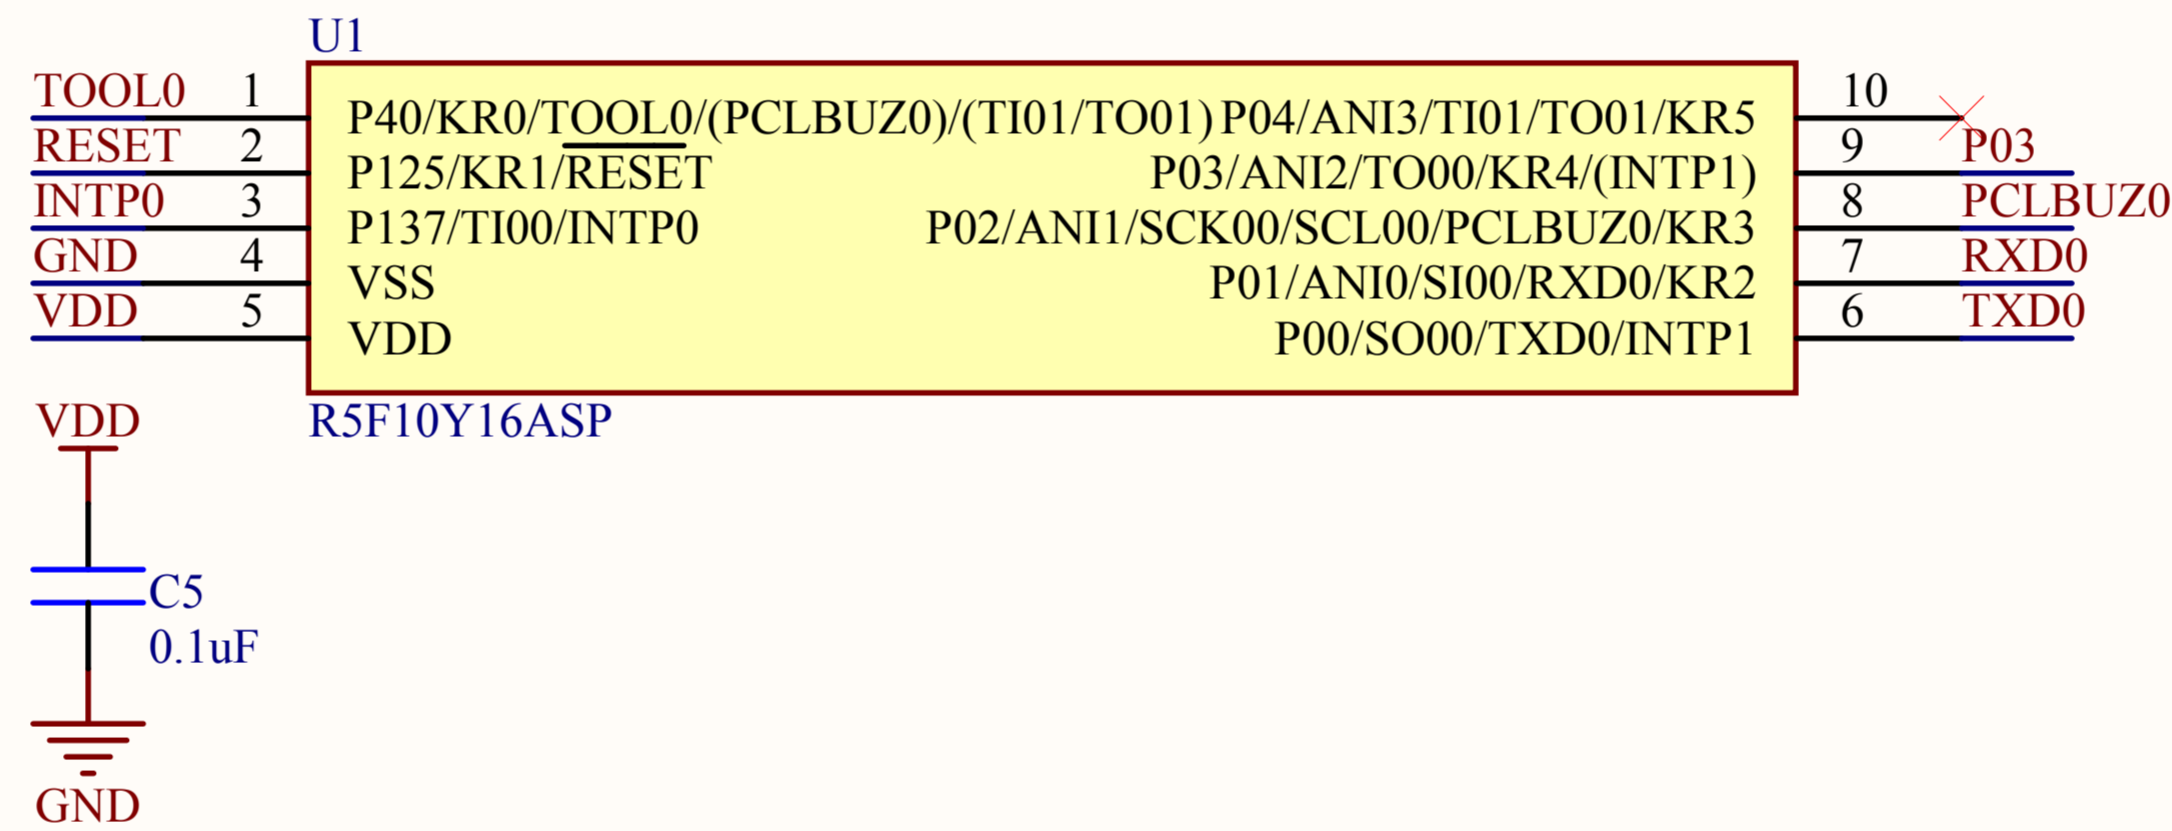 U1
TOOL0 1 P40/KR0/TOOL0/(PCLBUZ0)/(TI01/TO01) P04/ANI3/TI01/TO01/KR5 10
RESET 2 P125/KR1/RESET P03/ANI2/TO00/KR4/(INTP1) 9 P03
INTP0 3 P137/TI00/INTP0 P02/ANI1/SCK00/SCL00/PCLBUZ0/KR3 8 PCLBUZ0
GND 4 VSS P01/ANI0/SI00/RXD0/KR2 7 RXD0
VDD 5 VDD P00/SO00/TXD0/INTP1 6 TXD0
R5F10Y16ASP
VDD
C5
0.1uF
GND